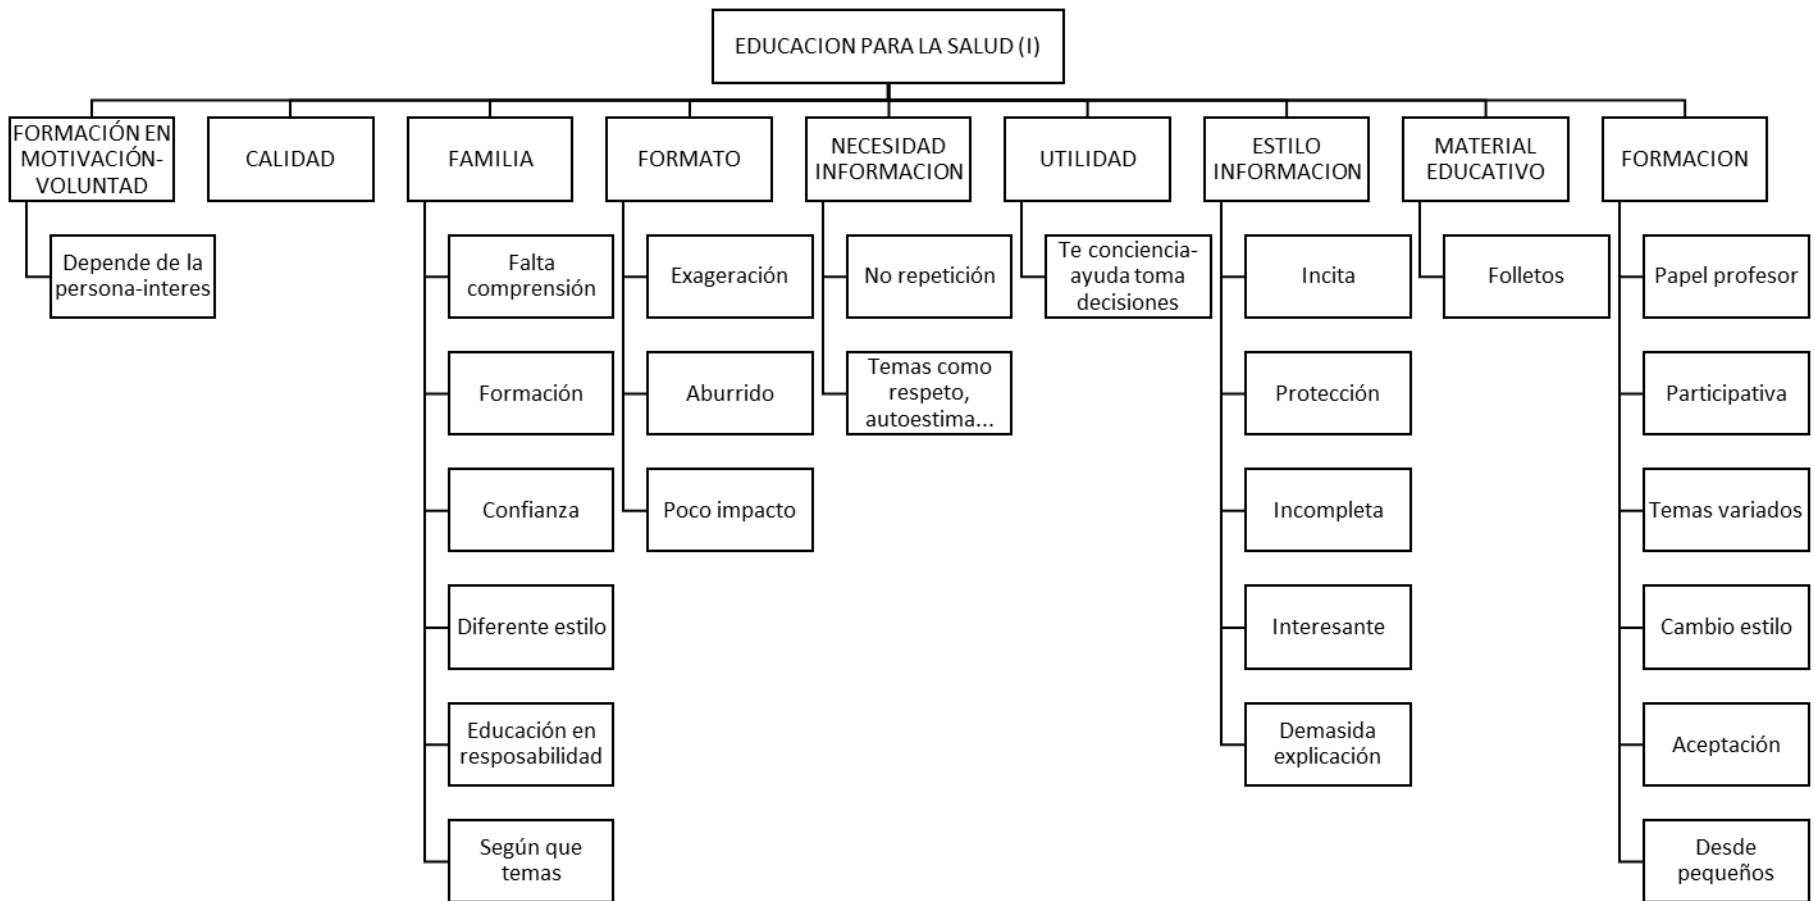 EDUCACION PARA LA SALUD (I)
FORMACIÓN EN
MOTIVACIÓN-
VOLUNTAD
CALIDAD
FAMILIA
FORMATO
NECESIDAD
INFORMACION
UTILIDAD
ESTILO
INFORMACION
MATERIAL
EDUCATIVO
FORMACION
Depende de la
persona-interes
Falta
comprensión
Formación
Confianza
Diferente estilo
Educación en
resposabilidad
Según que
temas
Exageración
Aburrido
Poco impacto
No repetición
Temas como
respeto,
autoestima...
Te conciencia-
ayuda toma
decisiones
Incita
Protección
Incompleta
Interesante
Demasida
explicación
Folletos
Papel profesor
Participativa
Temas variados
Cambio estilo
Aceptación
Desde
pequeños